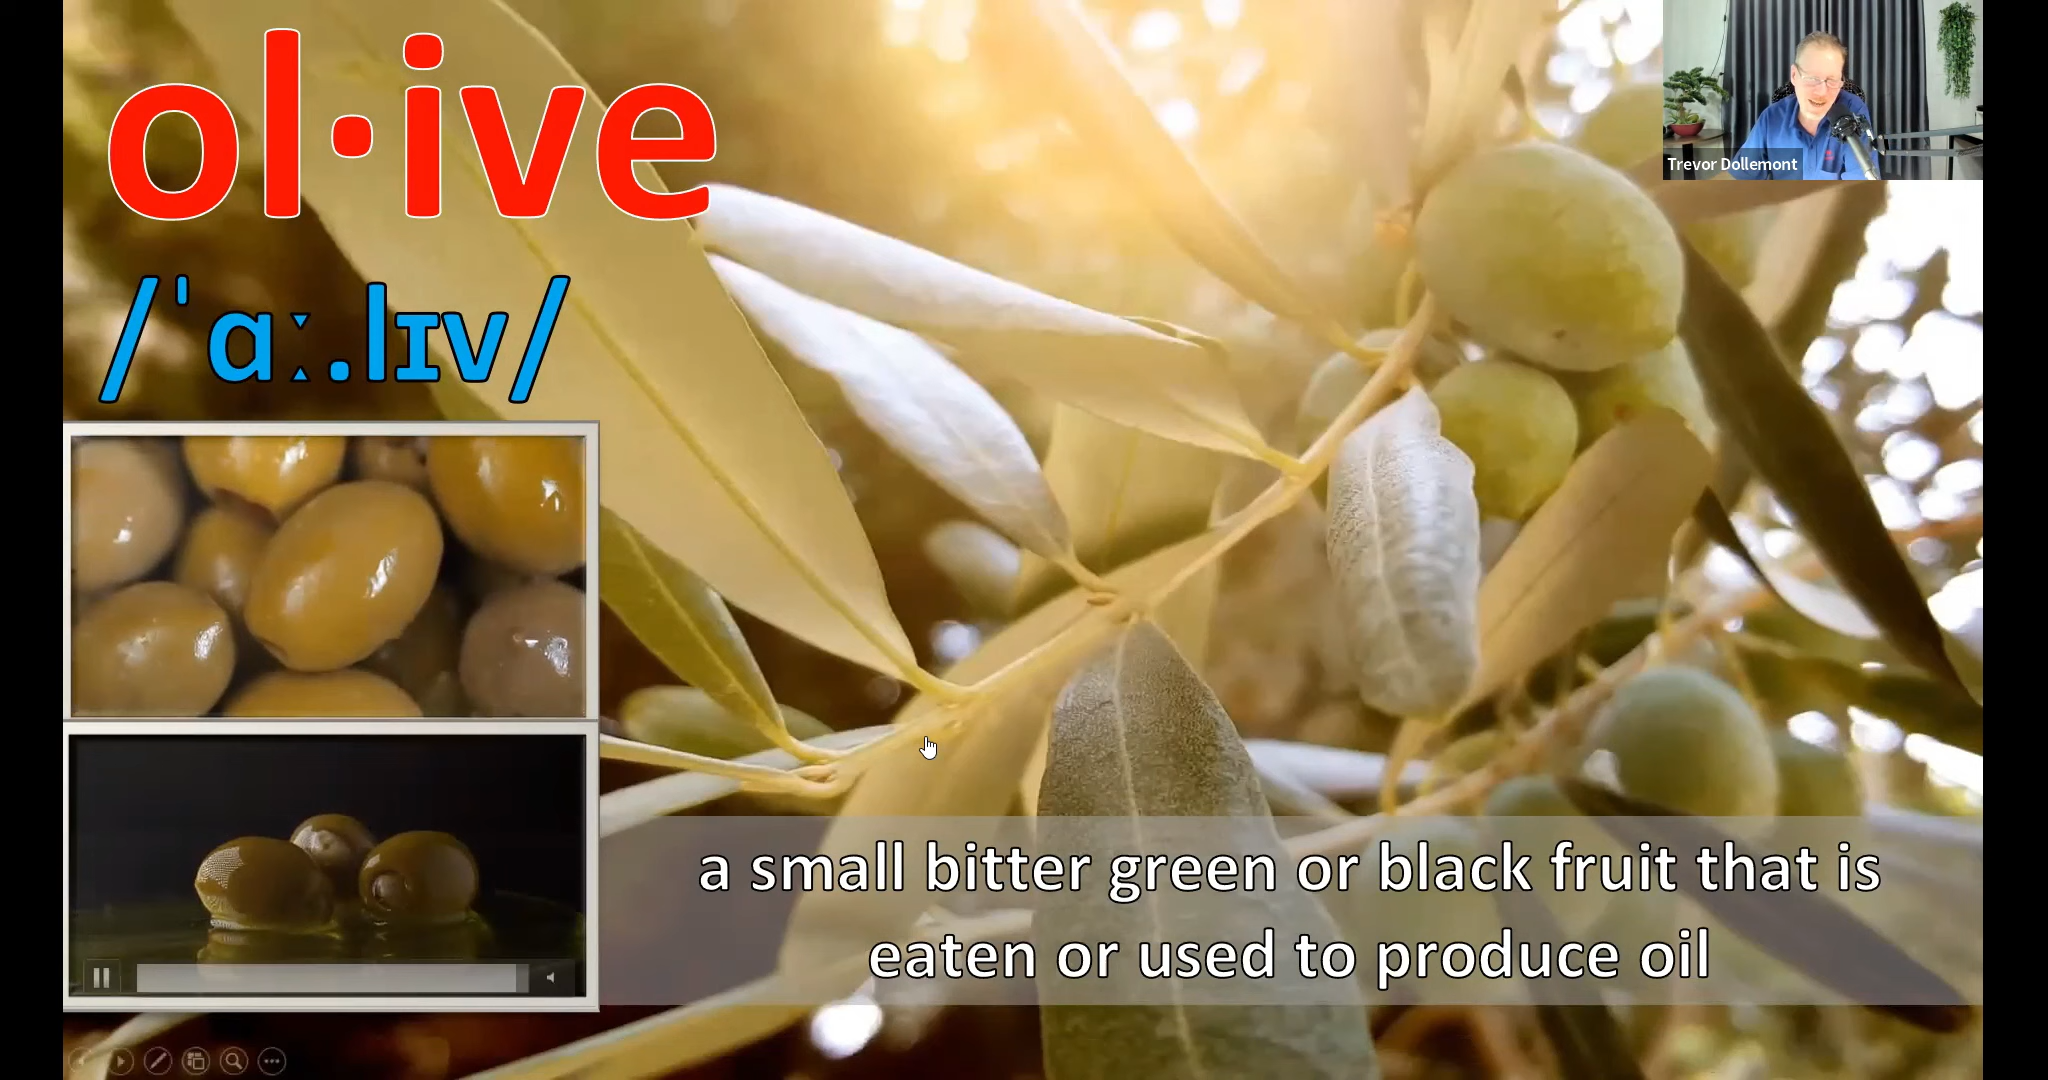 ol·ive
/ˈɑː.lɪv/
Trevor Dollemont
a small bitter green or black fruit that is
eaten or used to produce oil